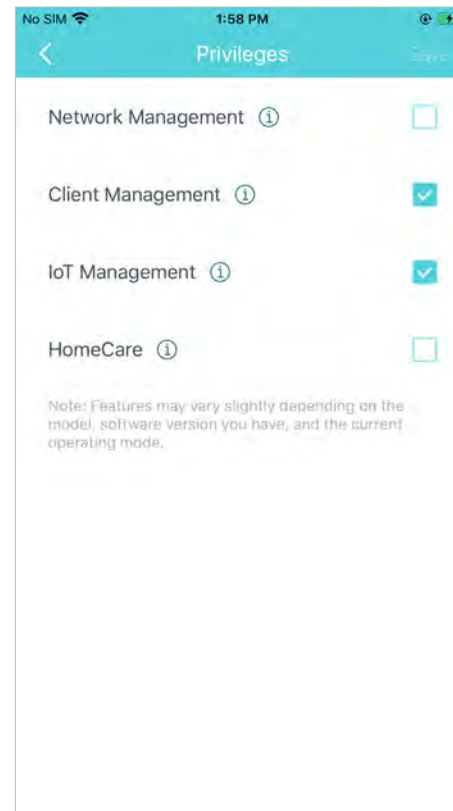 No SIM 1:58 PM
Privileges Save
Network Management
Client Management
IoT Management
HomeCare
Note: Features may vary slightly depending on the
model, software version you have, and the current
operating mode.